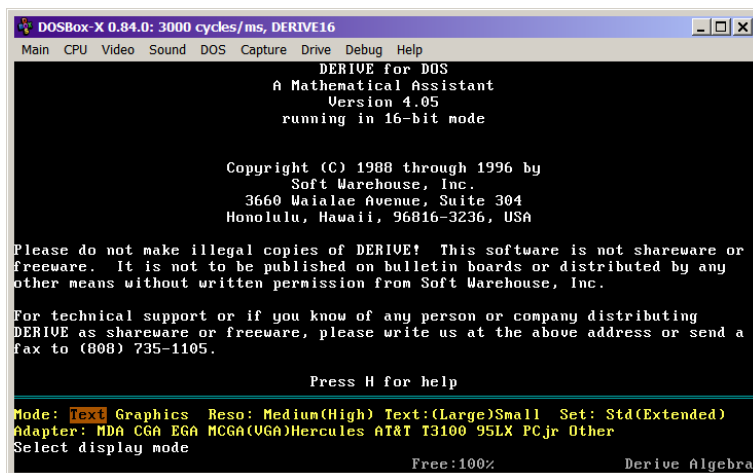 DOSBox-X 0.84.0: 3000 cycles/ms, DERIVE16
Main CPU Video Sound DOS Capture Drive Debug Help
DERIVE for DOS
A Mathematical Assistant
Version 4.05
running in 16-bit mode
Copyright (C) 1988 through 1996 by
Soft Warehouse, Inc.
3660 Waialae Avenue, Suite 304
Honolulu, Hawaii, 96816-3236, USA
Please do not make illegal copies of DERIVE! This software is not shareware or
freeware. It is not to be published on bulletin boards or distributed by any
other means without written permission from Soft Warehouse, Inc.
For technical support or if you know of any person or company distributing
DERIVE as shareware or freeware, please write us at the above address or send a
fax to (808) 735-1105.
Press H for help
Mode: Text Graphics Reso: Medium(High) Text:(Large)Small Set: Std(Extended)
Adapter: MDA CGA EGA MCGA(VGA)Hercules AT&T T3100 95LX PCjr Other
Select display mode
Free:100% Derive Algebra